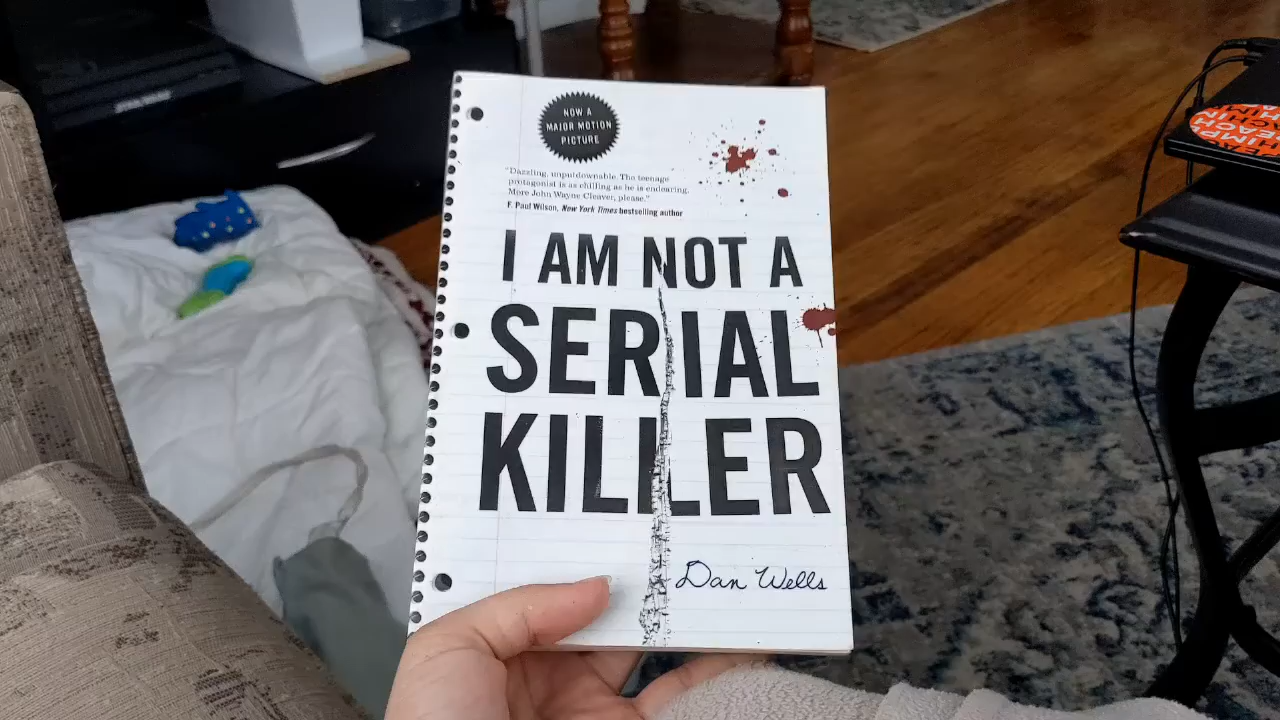 NOW A
MAJOR MOTION
PICTURE
"Dazzling, unputdownable. The teenage
protagonist is as chilling as he is endearing.
More John Wayne Cleaver, please."
F. Paul Wilson, New York Times bestselling author
I AM NOT A
SERIAL
KILLER
Dan Wells